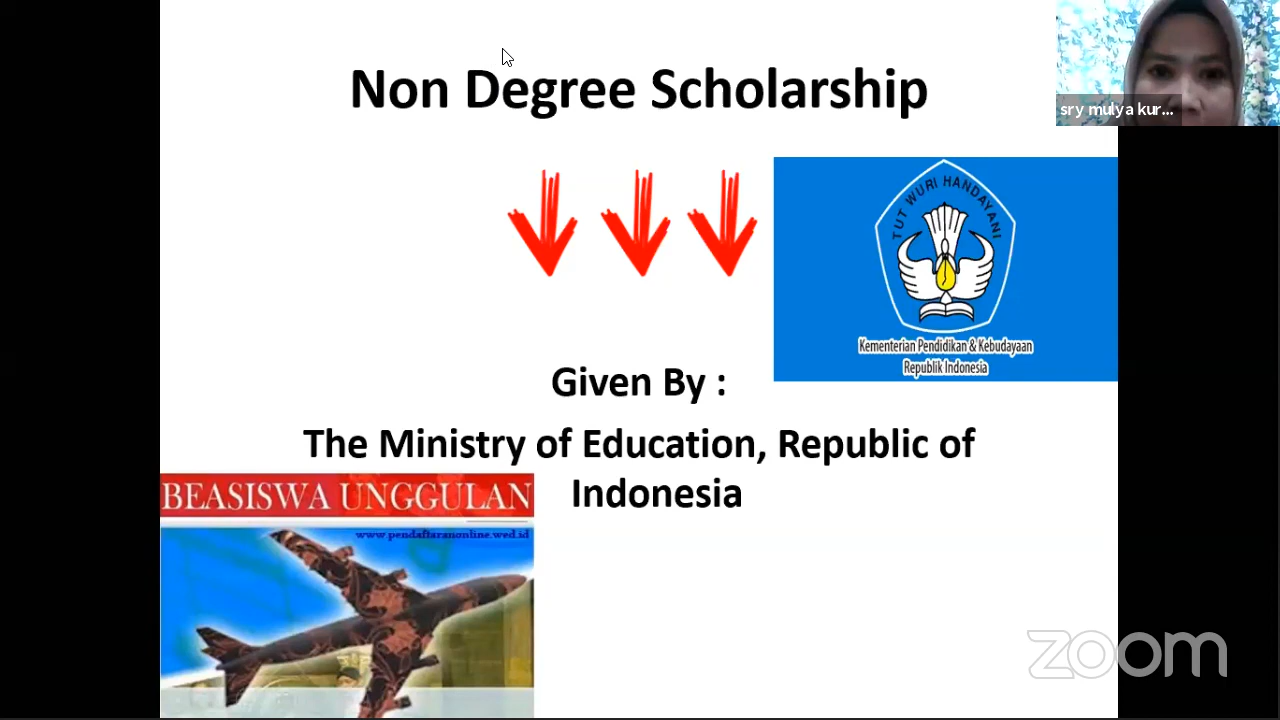 Non Degree Scholarship
sry mulya kur...
TUT WURI HANDAYANI
Kementerian Pendidikan & Kebudayaan
Republik Indonesia
Given By :
The Ministry of Education, Republic of
Indonesia
BEASISWA UNGGULAN
www.pendaftaranonline.wed.id
zoom